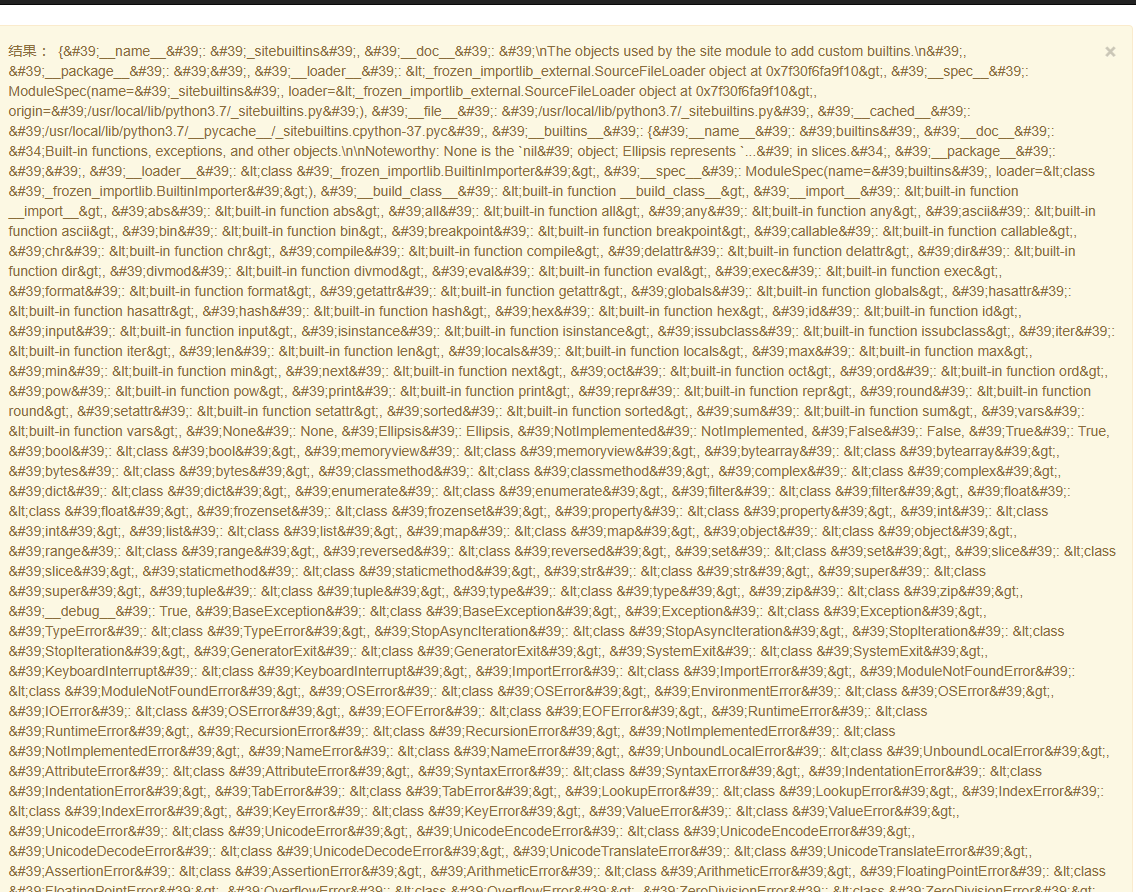 结果： {&#39;__name__&#39;: &#39;_sitebuiltins&#39;, &#39;__doc__&#39;: &#39;\nThe objects used by the site module to add custom builtins.\n&#39;,
&#39;__package__&#39;: &#39;&#39;, &#39;__loader__&#39;: &lt;_frozen_importlib_external.SourceFileLoader object at 0x7f30f6fa9f10&gt;, &#39;__spec__&#39;:
ModuleSpec(name=&#39;_sitebuiltins&#39;, loader=&lt;_frozen_importlib_external.SourceFileLoader object at 0x7f30f6fa9f10&gt;,
origin=&#39;/usr/local/lib/python3.7/_sitebuiltins.py&#39;), &#39;__file__&#39;: &#39;/usr/local/lib/python3.7/_sitebuiltins.py&#39;, &#39;__cached__&#39;:
&#39;/usr/local/lib/python3.7/__pycache__/_sitebuiltins.cpython-37.pyc&#39;, &#39;__builtins__&#39;: {&#39;__name__&#39;: &#39;builtins&#39;, &#39;__doc__&#39;:
&#34;Built-in functions, exceptions, and other objects.\n\nNoteworthy: None is the `nil&#39; object; Ellipsis represents `...&#39; in slices.&#34;, &#39;__package__&#39;:
&#39;&#39;, &#39;__loader__&#39;: &lt;class &#39;_frozen_importlib.BuiltinImporter&#39;&gt;, &#39;__spec__&#39;: ModuleSpec(name=&#39;builtins&#39;, loader=&lt;class
&#39;_frozen_importlib.BuiltinImporter&#39;&gt;), &#39;__build_class__&#39;: &lt;built-in function __build_class__&gt;, &#39;__import__&#39;: &lt;built-in function
__import__&gt;, &#39;abs&#39;: &lt;built-in function abs&gt;, &#39;all&#39;: &lt;built-in function all&gt;, &#39;any&#39;: &lt;built-in function any&gt;, &#39;ascii&#39;: &lt;built-in
function ascii&gt;, &#39;bin&#39;: &lt;built-in function bin&gt;, &#39;breakpoint&#39;: &lt;built-in function breakpoint&gt;, &#39;callable&#39;: &lt;built-in function callable&gt;,
&#39;chr&#39;: &lt;built-in function chr&gt;, &#39;compile&#39;: &lt;built-in function compile&gt;, &#39;delattr&#39;: &lt;built-in function delattr&gt;, &#39;dir&#39;: &lt;built-in
function dir&gt;, &#39;divmod&#39;: &lt;built-in function divmod&gt;, &#39;eval&#39;: &lt;built-in function eval&gt;, &#39;exec&#39;: &lt;built-in function exec&gt;,
&#39;format&#39;: &lt;built-in function format&gt;, &#39;getattr&#39;: &lt;built-in function getattr&gt;, &#39;globals&#39;: &lt;built-in function globals&gt;, &#39;hasattr&#39;:
&lt;built-in function hasattr&gt;, &#39;hash&#39;: &lt;built-in function hash&gt;, &#39;hex&#39;: &lt;built-in function hex&gt;, &#39;id&#39;: &lt;built-in function id&gt;,
&#39;input&#39;: &lt;built-in function input&gt;, &#39;isinstance&#39;: &lt;built-in function isinstance&gt;, &#39;issubclass&#39;: &lt;built-in function issubclass&gt;, &#39;iter&#39;:
&lt;built-in function iter&gt;, &#39;len&#39;: &lt;built-in function len&gt;, &#39;locals&#39;: &lt;built-in function locals&gt;, &#39;max&#39;: &lt;built-in function max&gt;,
&#39;min&#39;: &lt;built-in function min&gt;, &#39;next&#39;: &lt;built-in function next&gt;, &#39;oct&#39;: &lt;built-in function oct&gt;, &#39;ord&#39;: &lt;built-in function ord&gt;,
&#39;pow&#39;: &lt;built-in function pow&gt;, &#39;print&#39;: &lt;built-in function print&gt;, &#39;repr&#39;: &lt;built-in function repr&gt;, &#39;round&#39;: &lt;built-in function
round&gt;, &#39;setattr&#39;: &lt;built-in function setattr&gt;, &#39;sorted&#39;: &lt;built-in function sorted&gt;, &#39;sum&#39;: &lt;built-in function sum&gt;, &#39;vars&#39;:
&lt;built-in function vars&gt;, &#39;None&#39;: None, &#39;Ellipsis&#39;: Ellipsis, &#39;NotImplemented&#39;: NotImplemented, &#39;False&#39;: False, &#39;True&#39;: True,
&#39;bool&#39;: &lt;class &#39;bool&#39;&gt;, &#39;memoryview&#39;: &lt;class &#39;memoryview&#39;&gt;, &#39;bytearray&#39;: &lt;class &#39;bytearray&#39;&gt;,
&#39;bytes&#39;: &lt;class &#39;bytes&#39;&gt;, &#39;classmethod&#39;: &lt;class &#39;classmethod&#39;&gt;, &#39;complex&#39;: &lt;class &#39;complex&#39;&gt;,
&#39;dict&#39;: &lt;class &#39;dict&#39;&gt;, &#39;enumerate&#39;: &lt;class &#39;enumerate&#39;&gt;, &#39;filter&#39;: &lt;class &#39;filter&#39;&gt;, &#39;float&#39;:
&lt;class &#39;float&#39;&gt;, &#39;frozenset&#39;: &lt;class &#39;frozenset&#39;&gt;, &#39;property&#39;: &lt;class &#39;property&#39;&gt;, &#39;int&#39;: &lt;class
&#39;int&#39;&gt;, &#39;list&#39;: &lt;class &#39;list&#39;&gt;, &#39;map&#39;: &lt;class &#39;map&#39;&gt;, &#39;object&#39;: &lt;class &#39;object&#39;&gt;,
&#39;range&#39;: &lt;class &#39;range&#39;&gt;, &#39;reversed&#39;: &lt;class &#39;reversed&#39;&gt;, &#39;set&#39;: &lt;class &#39;set&#39;&gt;, &#39;slice&#39;: &lt;class
&#39;slice&#39;&gt;, &#39;staticmethod&#39;: &lt;class &#39;staticmethod&#39;&gt;, &#39;str&#39;: &lt;class &#39;str&#39;&gt;, &#39;super&#39;: &lt;class
&#39;super&#39;&gt;, &#39;tuple&#39;: &lt;class &#39;tuple&#39;&gt;, &#39;type&#39;: &lt;class &#39;type&#39;&gt;, &#39;zip&#39;: &lt;class &#39;zip&#39;&gt;,
&#39;__debug__&#39;: True, &#39;BaseException&#39;: &lt;class &#39;BaseException&#39;&gt;, &#39;Exception&#39;: &lt;class &#39;Exception&#39;&gt;,
&#39;TypeError&#39;: &lt;class &#39;TypeError&#39;&gt;, &#39;StopAsyncIteration&#39;: &lt;class &#39;StopAsyncIteration&#39;&gt;, &#39;StopIteration&#39;: &lt;class
&#39;StopIteration&#39;&gt;, &#39;GeneratorExit&#39;: &lt;class &#39;GeneratorExit&#39;&gt;, &#39;SystemExit&#39;: &lt;class &#39;SystemExit&#39;&gt;,
&#39;KeyboardInterrupt&#39;: &lt;class &#39;KeyboardInterrupt&#39;&gt;, &#39;ImportError&#39;: &lt;class &#39;ImportError&#39;&gt;, &#39;ModuleNotFoundError&#39;:
&lt;class &#39;ModuleNotFoundError&#39;&gt;, &#39;OSError&#39;: &lt;class &#39;OSError&#39;&gt;, &#39;EnvironmentError&#39;: &lt;class &#39;OSError&#39;&gt;,
&#39;IOError&#39;: &lt;class &#39;OSError&#39;&gt;, &#39;EOFError&#39;: &lt;class &#39;EOFError&#39;&gt;, &#39;RuntimeError&#39;: &lt;class
&#39;RuntimeError&#39;&gt;, &#39;RecursionError&#39;: &lt;class &#39;RecursionError&#39;&gt;, &#39;NotImplementedError&#39;: &lt;class
&#39;NotImplementedError&#39;&gt;, &#39;NameError&#39;: &lt;class &#39;NameError&#39;&gt;, &#39;UnboundLocalError&#39;: &lt;class &#39;UnboundLocalError&#39;&gt;,
&#39;AttributeError&#39;: &lt;class &#39;AttributeError&#39;&gt;, &#39;SyntaxError&#39;: &lt;class &#39;SyntaxError&#39;&gt;, &#39;IndentationError&#39;: &lt;class
&#39;IndentationError&#39;&gt;, &#39;TabError&#39;: &lt;class &#39;TabError&#39;&gt;, &#39;LookupError&#39;: &lt;class &#39;LookupError&#39;&gt;, &#39;IndexError&#39;:
&lt;class &#39;IndexError&#39;&gt;, &#39;KeyError&#39;: &lt;class &#39;KeyError&#39;&gt;, &#39;ValueError&#39;: &lt;class &#39;ValueError&#39;&gt;,
&#39;UnicodeError&#39;: &lt;class &#39;UnicodeError&#39;&gt;, &#39;UnicodeEncodeError&#39;: &lt;class &#39;UnicodeEncodeError&#39;&gt;,
&#39;UnicodeDecodeError&#39;: &lt;class &#39;UnicodeDecodeError&#39;&gt;, &#39;UnicodeTranslateError&#39;: &lt;class &#39;UnicodeTranslateError&#39;&gt;,
&#39;AssertionError&#39;: &lt;class &#39;AssertionError&#39;&gt;, &#39;ArithmeticError&#39;: &lt;class &#39;ArithmeticError&#39;&gt;, &#39;FloatingPointError&#39;: &lt;class
&#39;FloatingPointError&#39;&gt;, &#39;OverflowError&#39;: &lt;class &#39;OverflowError&#39;&gt;, &#39;ZeroDivisionError&#39;: &lt;class &#39;ZeroDivisionError&#39;&gt;,